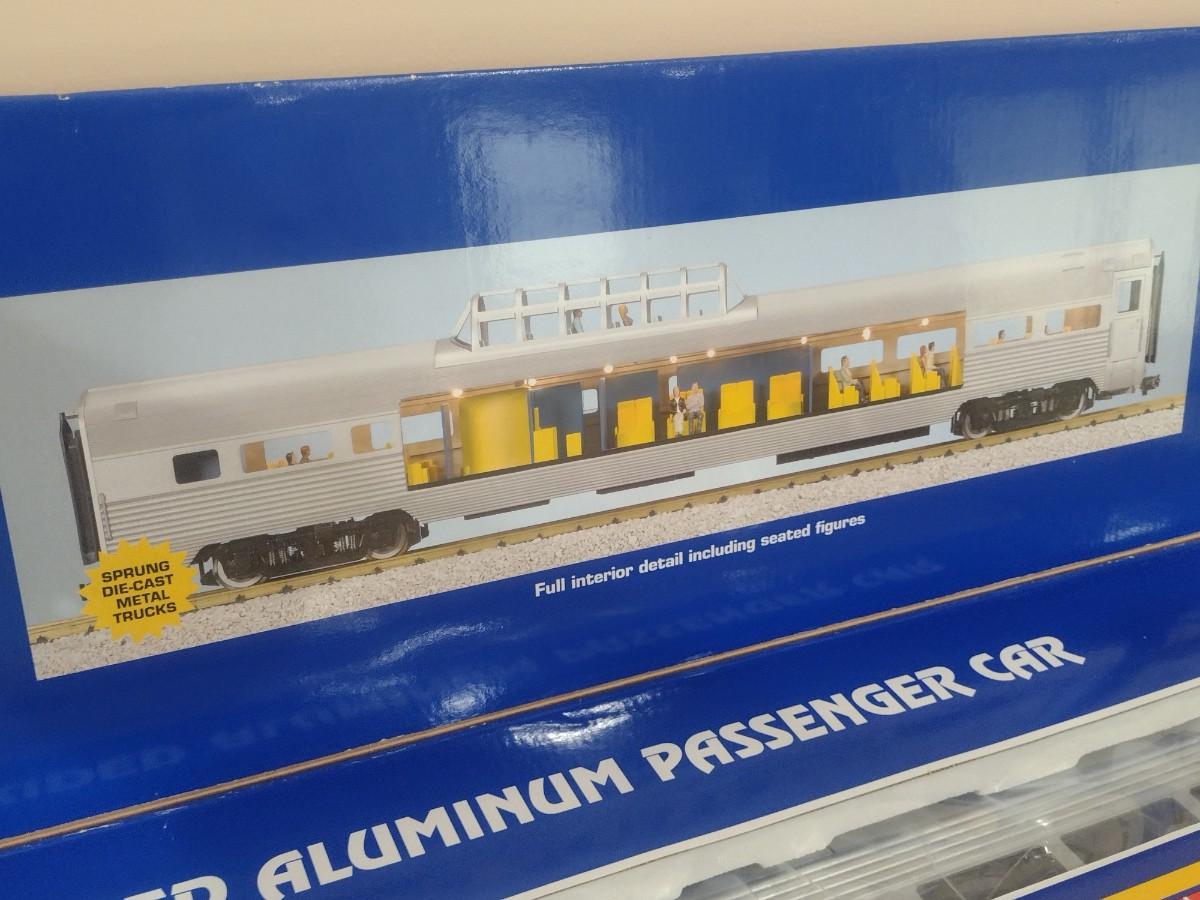 SPRUNG
DIE-CAST
METAL
TRUCKS
Full interior detail including seated figures
ALUMINUM PASSENGER CAR